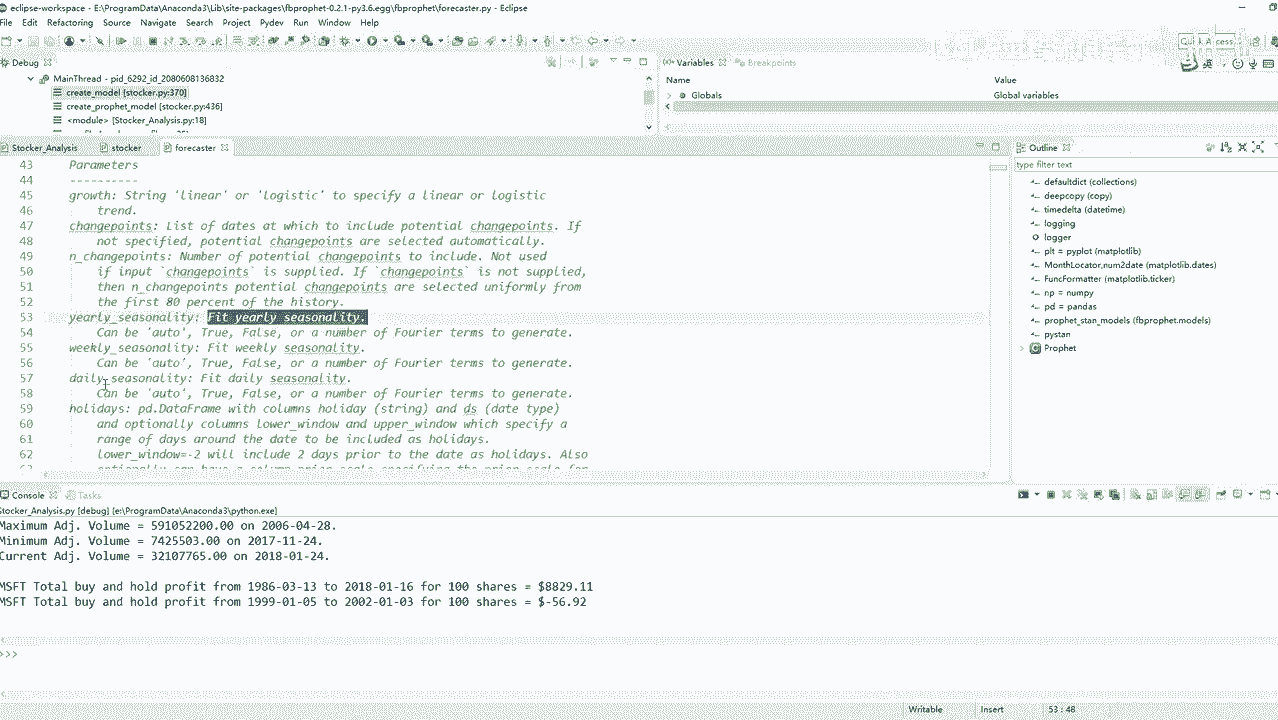 eclipse-workspace - E:\ProgramData\Anaconda3\Lib\site-packages\fbprophet-0.2.1-py3.6.egg\fbprophet\forecaster.py - Eclipse
File Edit Refactoring Source Navigate Search Project Pydev Run Window Help
Debug
MainThread - pid_6292_id_2080608136832
create_model [stocker.py:370]
create_prophet_model [stocker.py:436]
<module> [Stocker_Analysis.py:18]
Variables Breakpoints
Name Value
Globals Global variables
Stocker_Analysis stocker forecaster
43 Parameters
44 ----------
45 growth: String 'linear' or 'logistic' to specify a linear or logistic
46 trend.
47 changepoints: List of dates at which to include potential changepoints. If
48 not specified, potential changepoints are selected automatically.
49 n_changepoints: Number of potential changepoints to include. Not used
50 if input `changepoints` is supplied. If `changepoints` is not supplied,
51 then n_changepoints potential changepoints are selected uniformly from
52 the first 80 percent of the history.
53 yearly_seasonality: Fit yearly seasonality.
54 Can be 'auto', True, False, or a number of Fourier terms to generate.
55 weekly_seasonality: Fit weekly seasonality.
56 Can be 'auto', True, False, or a number of Fourier terms to generate.
57 daily_seasonality: Fit daily seasonality.
58 Can be 'auto', True, False, or a number of Fourier terms to generate.
59 holidays: pd.DataFrame with columns holiday (string) and ds (date type)
60 and optionally columns lower_window and upper_window which specify a
61 range of days around the date to be included as holidays.
62 lower_window=-2 will include 2 days prior to the date as holidays. Also
Outline
type filter text
defaultdict (collections)
deepcopy (copy)
timedelta (datetime)
logging
logger
plt = pyplot (matplotlib)
MonthLocator,num2date (matplotlib.dates)
FuncFormatter (matplotlib.ticker)
np = numpy
pd = pandas
prophet_stan_models (fbprophet.models)
pystan
Prophet
Console Tasks
Stocker_Analysis.py [debug] [e:\ProgramData\Anaconda3\python.exe]
Maximum Adj. Volume = 591052200.00 on 2006-04-28.
Minimum Adj. Volume = 7425503.00 on 2017-11-24.
Current Adj. Volume = 32107765.00 on 2018-01-24.
MSFT Total buy and hold profit from 1986-03-13 to 2018-01-16 for 100 shares = $8829.11
MSFT Total buy and hold profit from 1999-01-05 to 2002-01-03 for 100 shares = $-56.92
>>>
Writable Insert 53 : 48